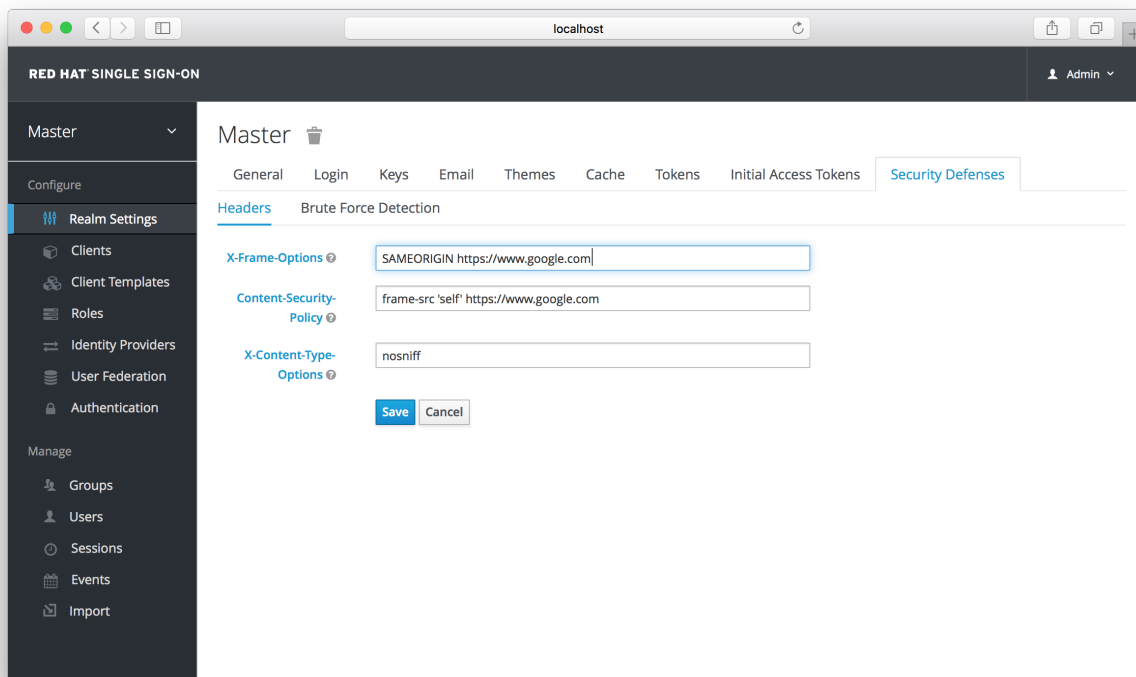 localhost
RED HAT SINGLE SIGN-ON
Admin
Master
Configure
Realm Settings
Clients
Client Templates
Roles
Identity Providers
User Federation
Authentication
Manage
Groups
Users
Sessions
Events
Import
Master
General Login Keys Email Themes Cache Tokens Initial Access Tokens Security Defenses
Headers Brute Force Detection
X-Frame-Options SAMEORIGIN https://www.google.com
Content-Security-
Policy
frame-src 'self' https://www.google.com
X-Content-Type-
Options
nosniff
Save Cancel